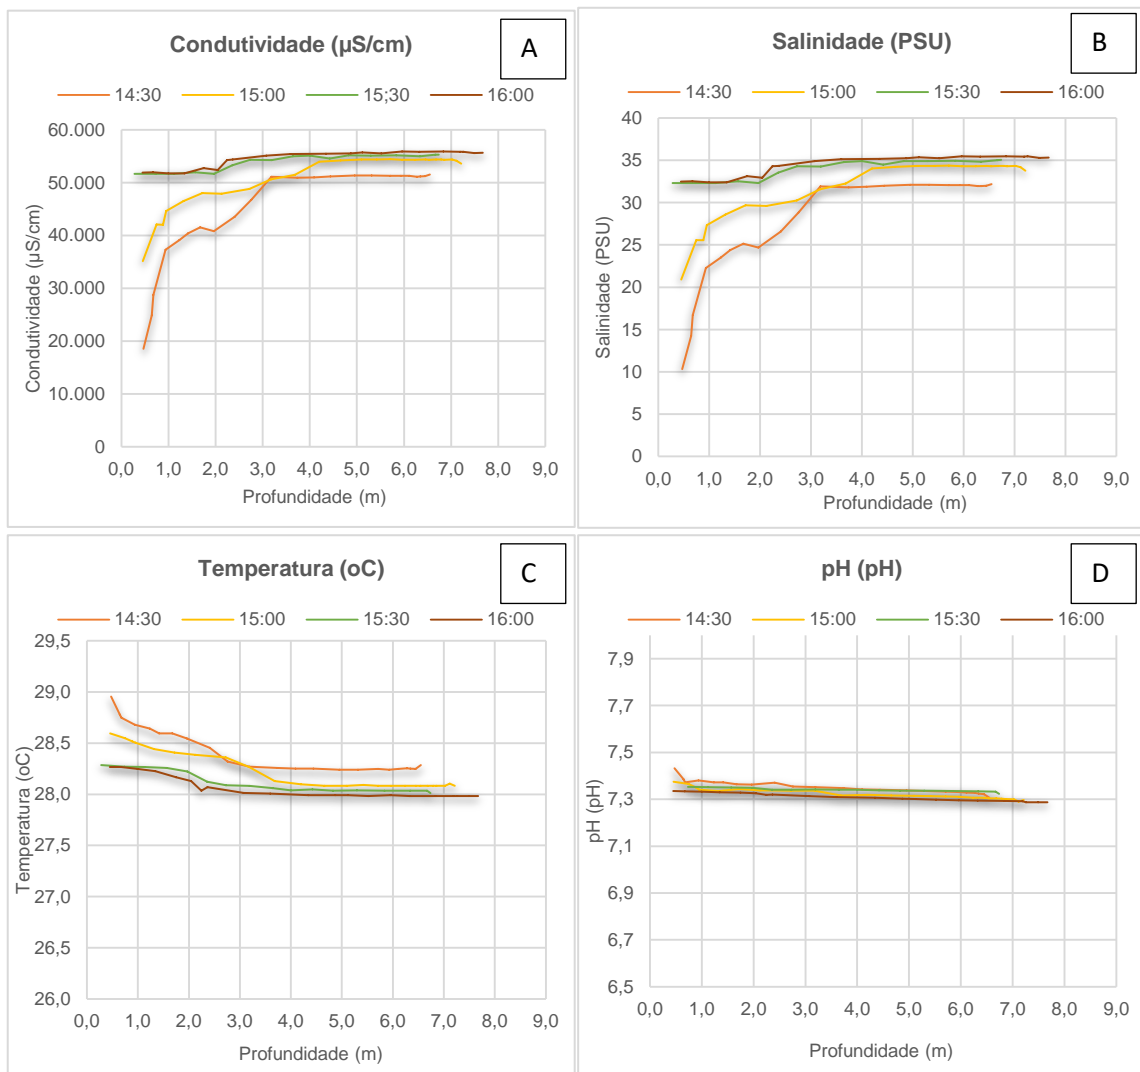 Condutividade (µS/cm)
A
14:30 15:00 15;30 16:00
60.000
50.000
40.000
30.000
20.000
10.000
0
Condutividade (µS/cm)
0,0 1,0 2,0 3,0 4,0 5,0 6,0 7,0 8,0 9,0
Profundidade (m)
Salinidade (PSU)
B
14:30 15:00 15:30 16:00
40
35
30
25
20
15
10
5
0
Salinidade (PSU)
0,0 1,0 2,0 3,0 4,0 5,0 6,0 7,0 8,0 9,0
Profundidade (m)
Temperatura (oC)
C
14:30 15:00 15:30 16:00
29,5
29,0
28,5
28,0
27,5
27,0
26,5
26,0
Temperatura (oC)
0,0 1,0 2,0 3,0 4,0 5,0 6,0 7,0 8,0 9,0
Profundidade (m)
pH (pH)
D
14:30 15:00 15:30 16:00
7,9
7,7
7,5
7,3
7,1
6,9
6,7
6,5
pH (pH)
0,0 1,0 2,0 3,0 4,0 5,0 6,0 7,0 8,0 9,0
Profundidade (m)